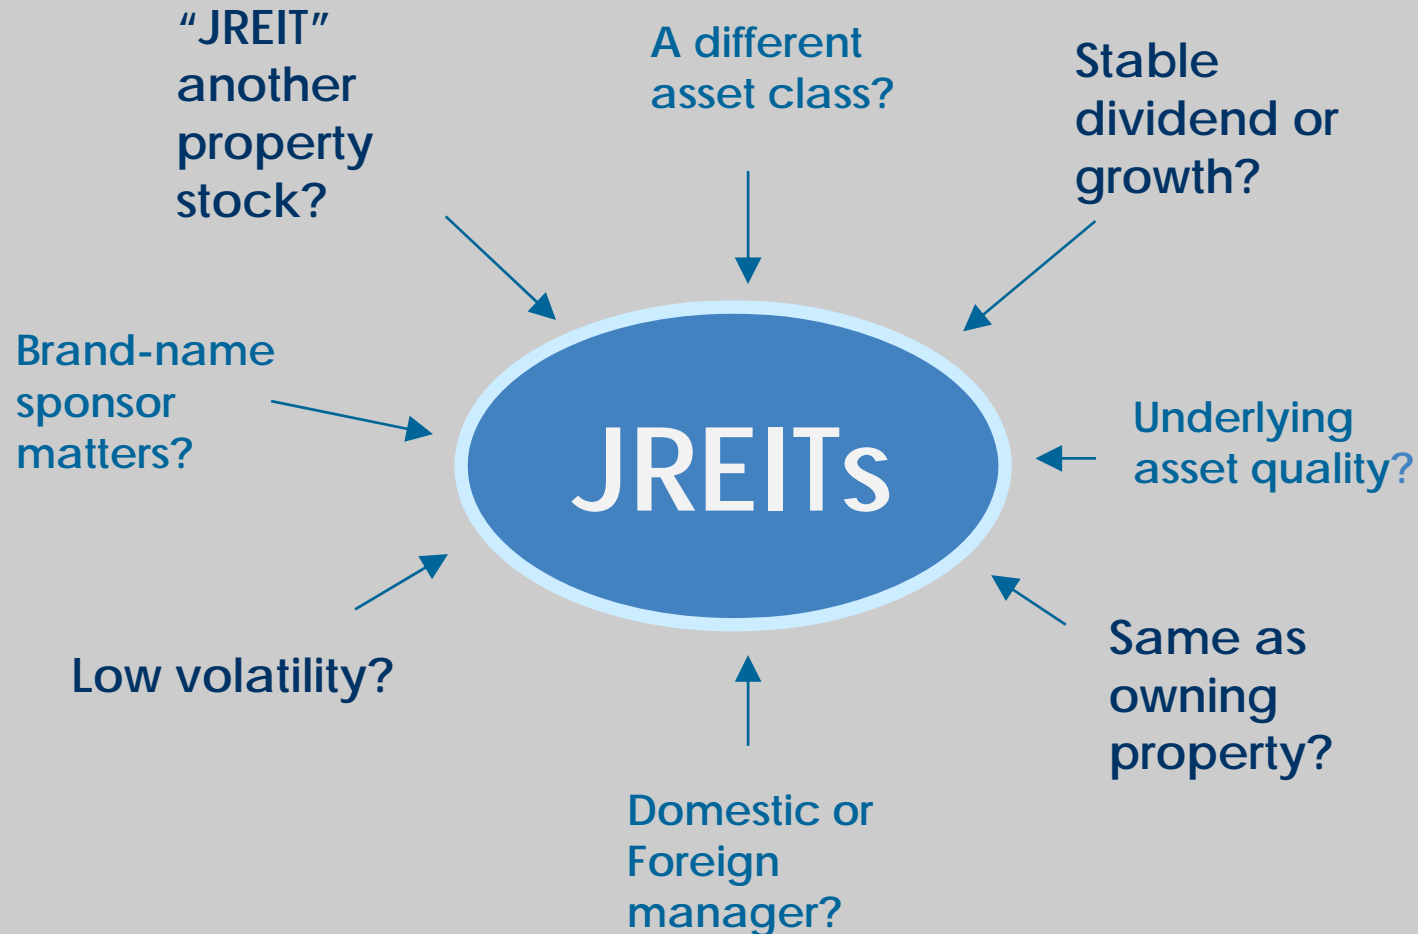 “JREIT”
another
property
stock?
A different
asset class?
Stable
dividend or
growth?
Brand-name
sponsor
matters?
JREITs
Underlying
asset quality?
Low volatility?
Same as
owning
property?
Domestic or
Foreign
manager?